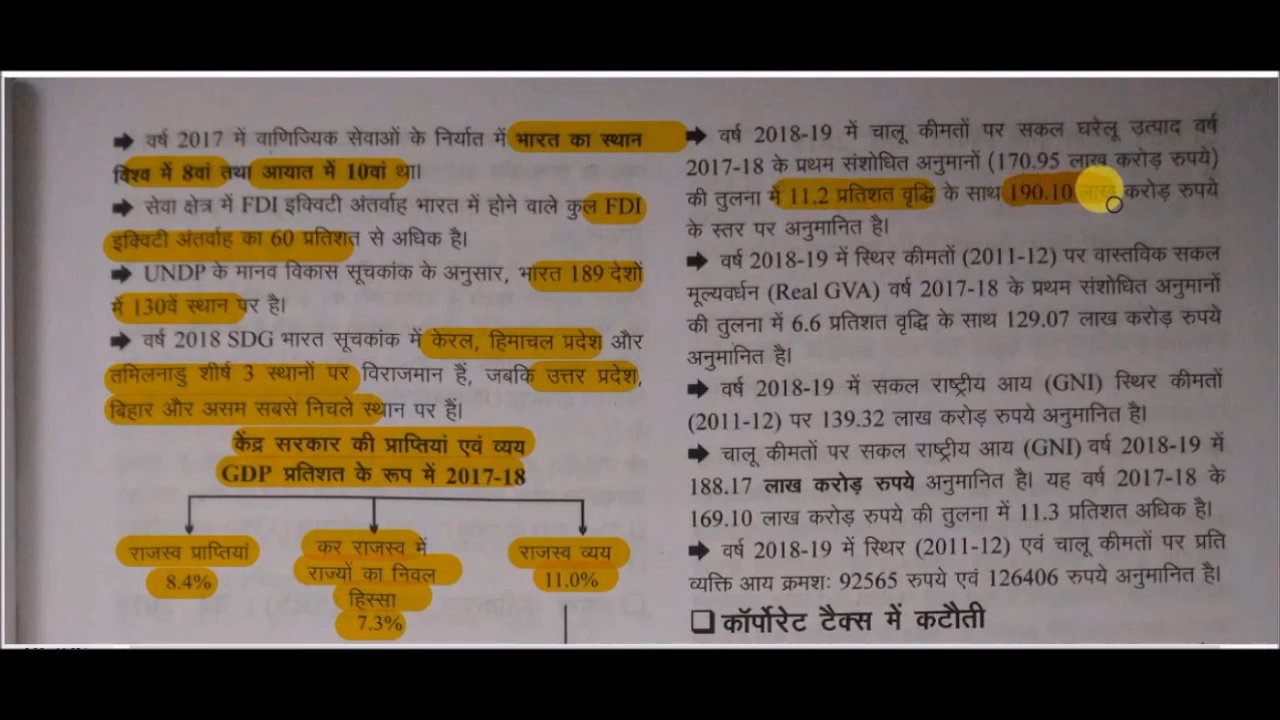 ➡ वर्ष 2017 में वाणिज्यिक सेवाओं के निर्यात में भारत का स्थान
विश्व में 8वां तथा आयात में 10वां था।
➡ सेवा क्षेत्र में FDI इक्विटी अंतर्वाह भारत में होने वाले कुल FDI
इक्विटी अंतर्वाह का 60 प्रतिशत से अधिक है।
➡ UNDP के मानव विकास सूचकांक के अनुसार, भारत 189 देशों
में 130वें स्थान पर है।
➡ वर्ष 2018 SDG भारत सूचकांक में केरल, हिमाचल प्रदेश और
तमिलनाडु शीर्ष 3 स्थानों पर विराजमान हैं, जबकि उत्तर प्रदेश,
बिहार और असम सबसे निचले स्थान पर हैं।
केंद्र सरकार की प्राप्तियां एवं व्यय
GDP प्रतिशत के रूप में 2017-18
राजस्व प्राप्तियां
8.4%
कर राजस्व में
राज्यों का निवल
हिस्सा
7.3%
राजस्व व्यय
11.0%
➡ वर्ष 2018-19 में चालू कीमतों पर सकल घरेलू उत्पाद वर्ष
2017-18 के प्रथम संशोधित अनुमानों (170.95 लाख करोड़ रुपये)
की तुलना में 11.2 प्रतिशत वृद्धि के साथ 190.10 लाख करोड़ रुपये
के स्तर पर अनुमानित है।
➡ वर्ष 2018-19 में स्थिर कीमतों (2011-12) पर वास्तविक सकल
मूल्यवर्धन (Real GVA) वर्ष 2017-18 के प्रथम संशोधित अनुमानों
की तुलना में 6.6 प्रतिशत वृद्धि के साथ 129.07 लाख करोड़ रुपये
अनुमानित है।
➡ वर्ष 2018-19 में सकल राष्ट्रीय आय (GNI) स्थिर कीमतों
(2011-12) पर 139.32 लाख करोड़ रुपये अनुमानित है।
➡ चालू कीमतों पर सकल राष्ट्रीय आय (GNI) वर्ष 2018-19 में
188.17 लाख करोड़ रुपये अनुमानित है। यह वर्ष 2017-18 के
169.10 लाख करोड़ रुपये की तुलना में 11.3 प्रतिशत अधिक है।
➡ वर्ष 2018-19 में स्थिर (2011-12) एवं चालू कीमतों पर प्रति
व्यक्ति आय क्रमशः 92565 रुपये एवं 126406 रुपये अनुमानित है।
❑ कॉर्पोरेट टैक्स में कटौती